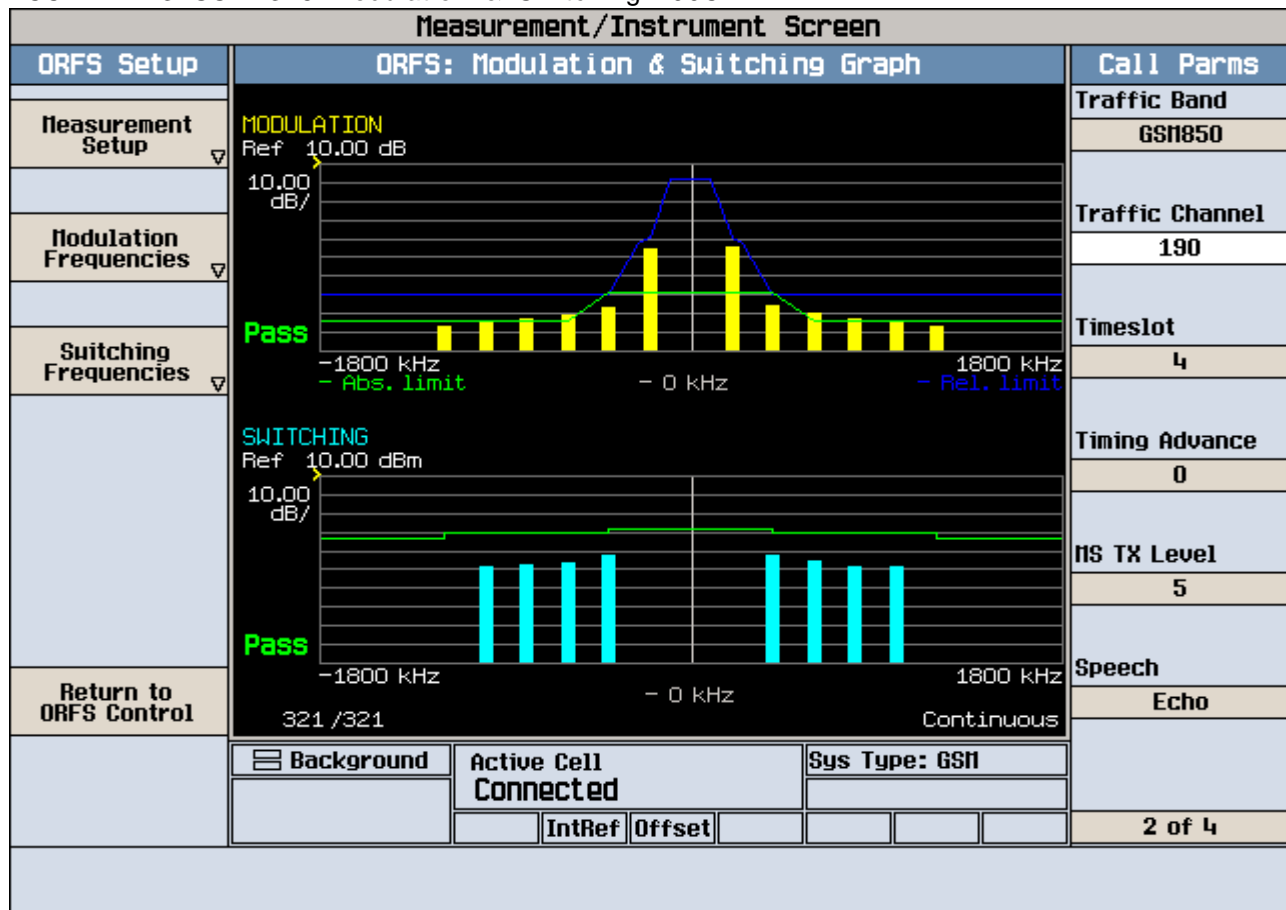 Measurement/Instrument Screen
ORFS Setup
ORFS: Modulation & Switching Graph
Call Parms
Measurement
Setup
Modulation
Frequencies
Switching
Frequencies
Return to
ORFS Control
MODULATION
Ref 10.00 dB
10.00
dB/
Pass
-1800 kHz
1800 kHz
- Abs. limit
- 0 kHz
- Rel. limit
SWITCHING
Ref 10.00 dBm
10.00
dB/
Pass
-1800 kHz
1800 kHz
- 0 kHz
321 /321
Continuous
Traffic Band
GSM850
Traffic Channel
190
Timeslot
4
Timing Advance
0
MS TX Level
5
Speech
Echo
2 of 4
Background
Active Cell
Connected
Sys Type: GSM
IntRef
Offset